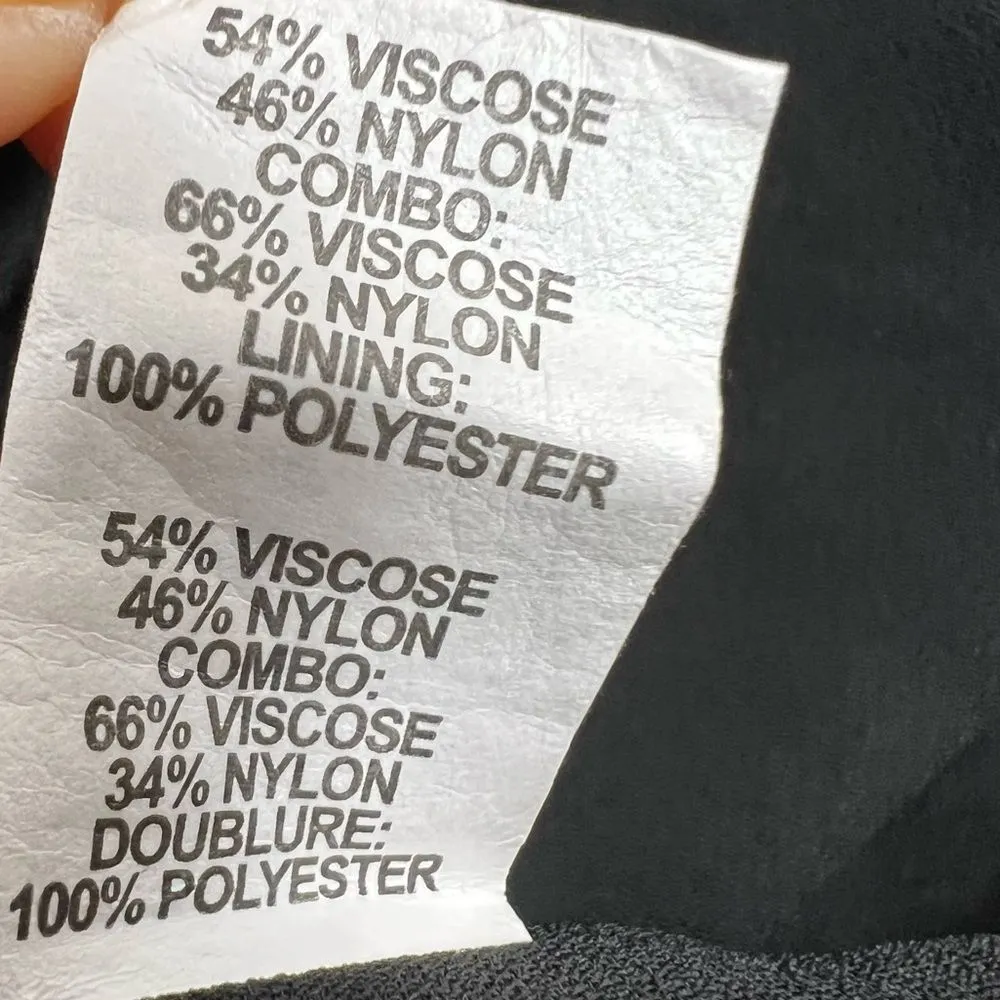 54% VISCOSE
46% NYLON
COMBO:
66% VISCOSE
34% NYLON
LINING:
100% POLYESTER
54% VISCOSE
46% NYLON
COMBO:
66% VISCOSE
34% NYLON
DOUBLURE:
100% POLYESTER